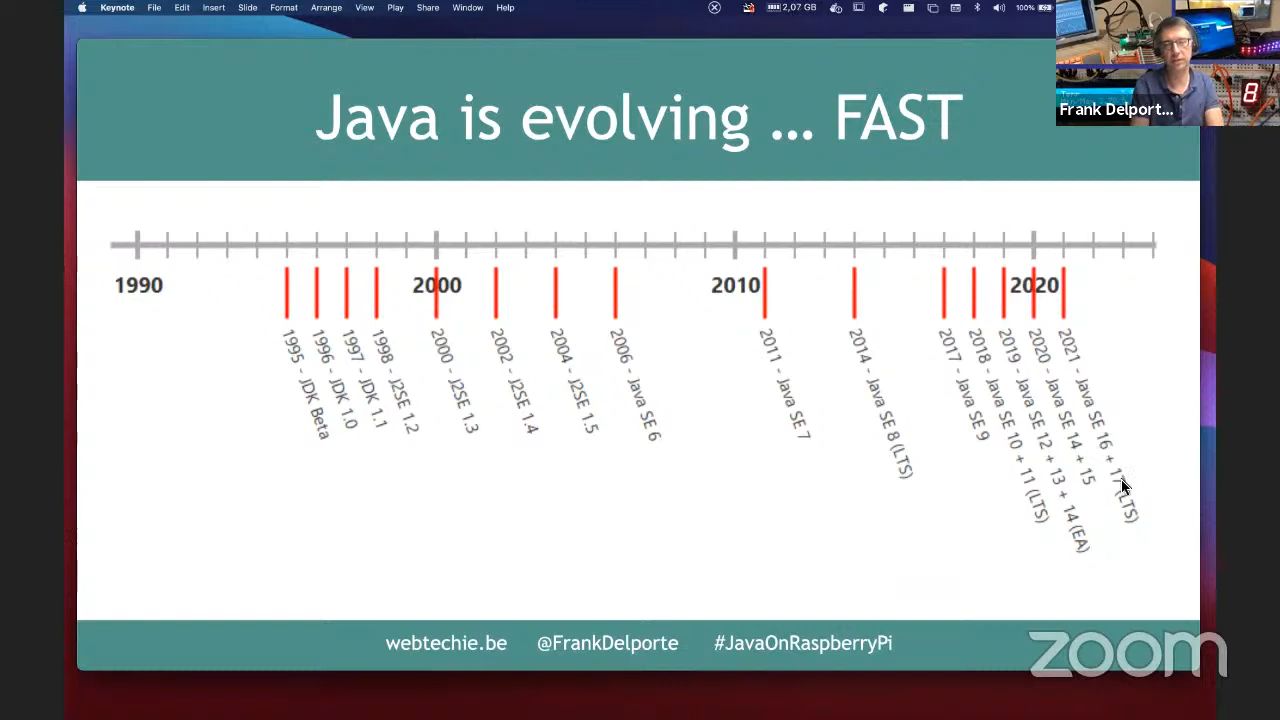 Keynote File Edit Insert Slide Format Arrange View Play Share Window Help 2,07 GB 100%
Frank Delport...
Java is evolving ... FAST
1990 2000 2010 2020
1995 - JDK Beta
1996 - JDK 1.0
1997 - JDK 1.1
1998 - J2SE 1.2
2000 - J2SE 1.3
2002 - J2SE 1.4
2004 - J2SE 1.5
2006 - Java SE 6
2011 - Java SE 7
2014 - Java SE 8 (LTS)
2017 - Java SE 9
2018 - Java SE 10 + 11 (LTS)
2019 - Java SE 12 + 13 + 14 (EA)
2020 - Java SE 14 + 15
2021 - Java SE 16 + 17 (LTS)
webtechie.be @FrankDelporte #JavaOnRaspberryPi
zoom
8